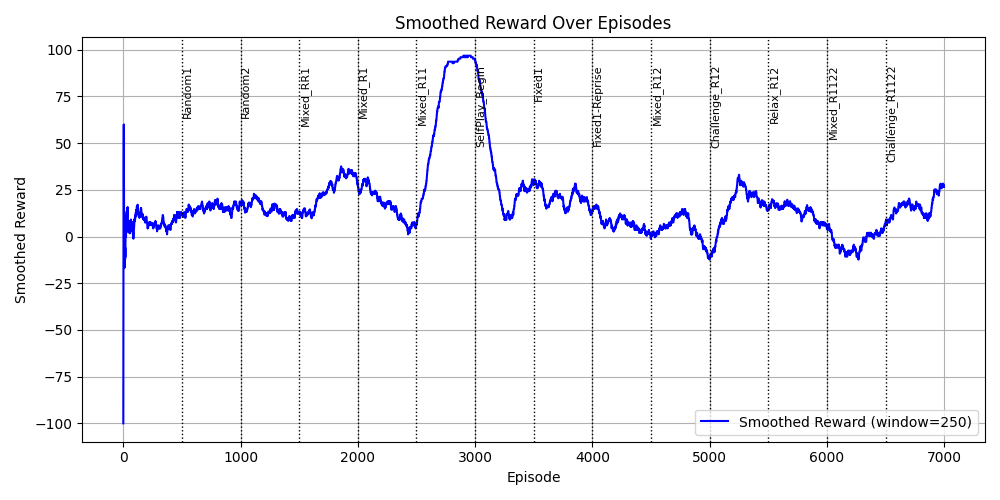 Smoothed Reward Over Episodes
Smoothed Reward
100
75
50
25
0
−25
−50
−75
−100
Random1
Random2
Mixed_RR1
Mixed_R1
Mixed_R11
SelfPlay_Begin
Fixed1
Fixed1-Reprise
Mixed_R12
Challenge_R12
Relax_R12
Mixed_R1122
Challenge_R1122
Smoothed Reward (window=250)
0 1000 2000 3000 4000 5000 6000 7000
Episode